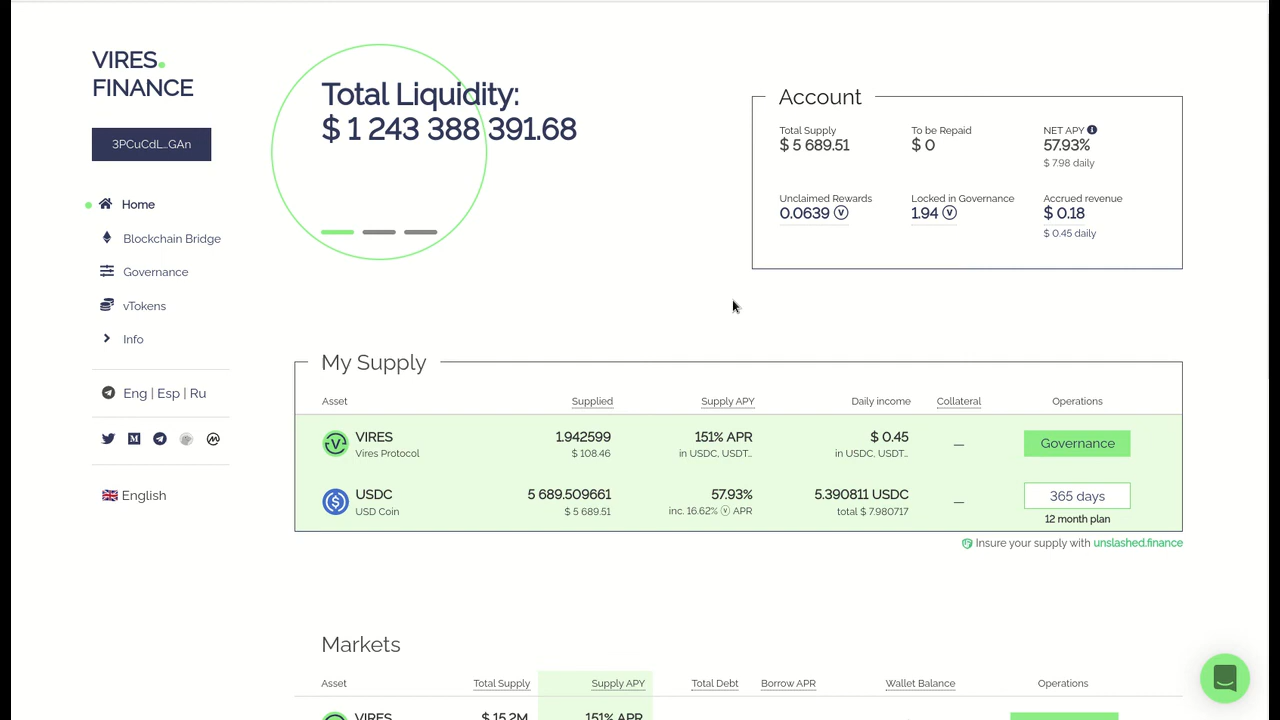 VIRES.
FINANCE
3PCuCdL...GAn
Home
Blockchain Bridge
Governance
vTokens
Info
Eng | Esp | Ru
English
Total Liquidity:
$ 1 243 388 391.68
Account
Total Supply
$ 5 689.51
To be Repaid
$ 0
NET APY
57.93%
$ 7.98 daily
Unclaimed Rewards
0.0639 V
Locked in Governance
1.94 V
Accrued revenue
$ 0.18
$ 0.45 daily
My Supply
Asset Supplied Supply APY Daily income Collateral Operations
VIRES 1.942599 151% APR $ 0.45 — Governance
Vires Protocol $ 108.46 in USDC, USDT... in USDC, USDT...
USDC 5 689.509661 57.93% 5.390811 USDC — 365 days
USD Coin $ 5 689.51 inc. 16.62% V APR total $ 7.980717 12 month plan
Insure your supply with unslashed.finance
Markets
Asset Total Supply Supply APY Total Debt Borrow APR Wallet Balance Operations
VIRES $ 15.2M 151% APR